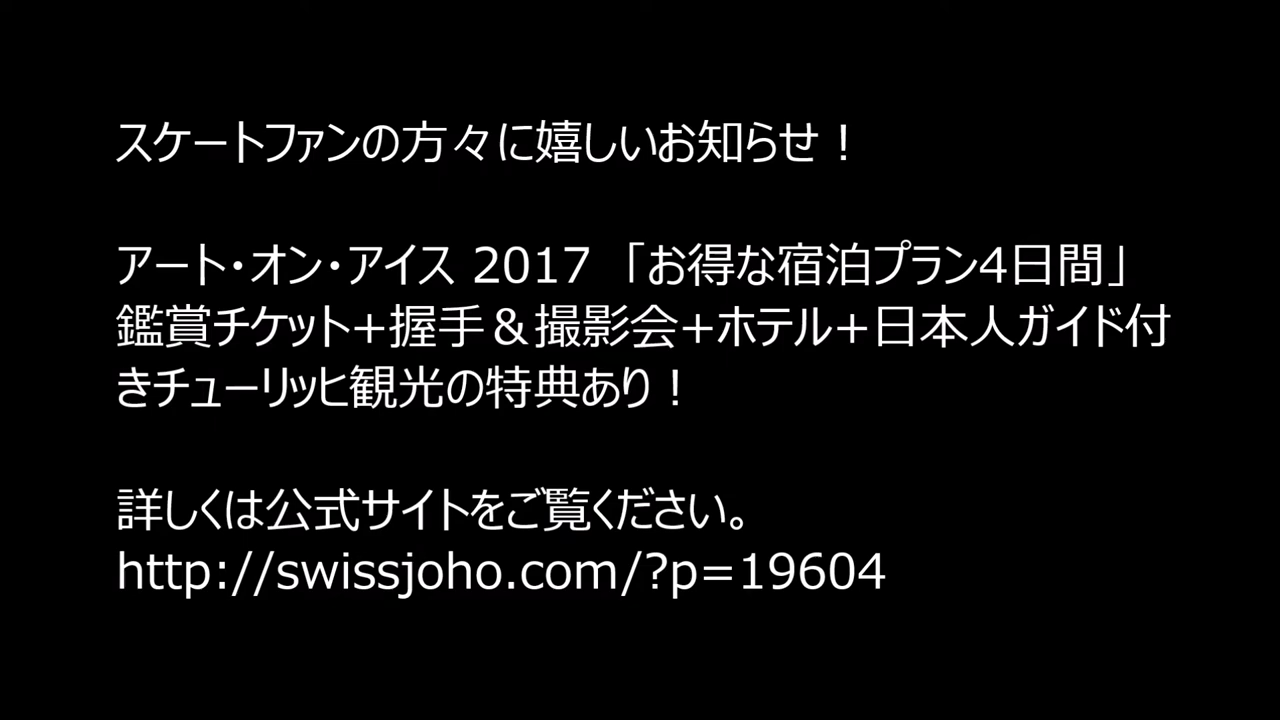 スケートファンの方々に嬉しいお知らせ！
アート・オン・アイス 2017 「お得な宿泊プラン4日間」
鑑賞チケット+握手＆撮影会+ホテル+日本人ガイド付
きチューリッヒ観光の特典あり！
詳しくは公式サイトをご覧ください。
http://swissjoho.com/?p=19604